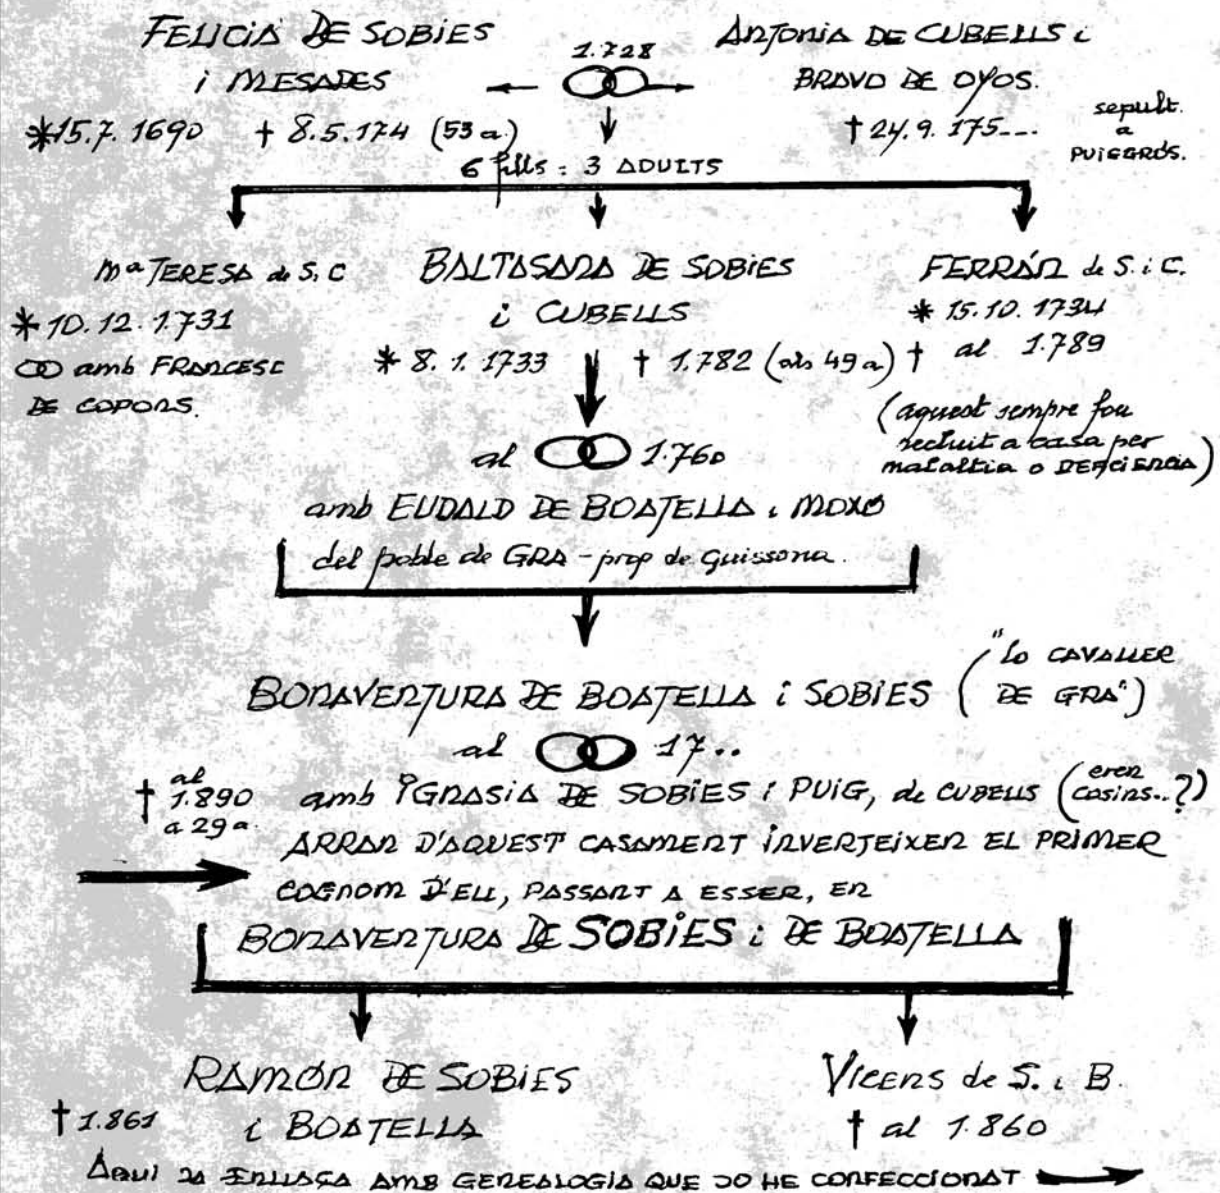 FELICIA DE SOBIES
i MESADES
1.728
ANTONIA DE CUBELLS i
BRAVO DE OYOS.
*15.7. 1690 † 8.5.174 (53 a.)
† 24.9. 175...
sepult.
a
PUIGGRÓS.
6 fills = 3 ADULTS
Mª TERESA de S. C
* 10. 12. 1.731
amb FRANCESC
DE COPONS.
BALTASARA DE SOBIES
i CUBELLS
* 8. 1. 1733 † 1.782 (als 49 a)
FERRÁN de S. i C.
* 15. 10. 1734
† al 1.789
(aquest sempre fou
recluit a casa per
malaltia o DEFICIENCIA)
al 1.760
amb EUDALD DE BOATELLA i MOXO
del poble de GRA - prop de Guissona.
BONAVENTURA DE BOATELLA i SOBIES ("LO CAVALLER
DE GRA")
al 17..
† al
1.890
a 29 a.
amb IGNASIA DE SOBIES i PUIG, de CUBELLS (eren
cosins..?)
ARRAN D'AQUEST CASAMENT INVERTEIXEN EL PRIMER
COGNOM D'ELL, PASSANT A ESSER, EN
BONAVENTURA DE SOBIES i DE BOATELLA
RAMÓN DE SOBIES
i BOATELLA
† 1.861
VICENS de S. i B.
† al 1.860
AQUI JA ENLLAÇA AMB GENEALOGIA QUE JO HE CONFECCIONAT